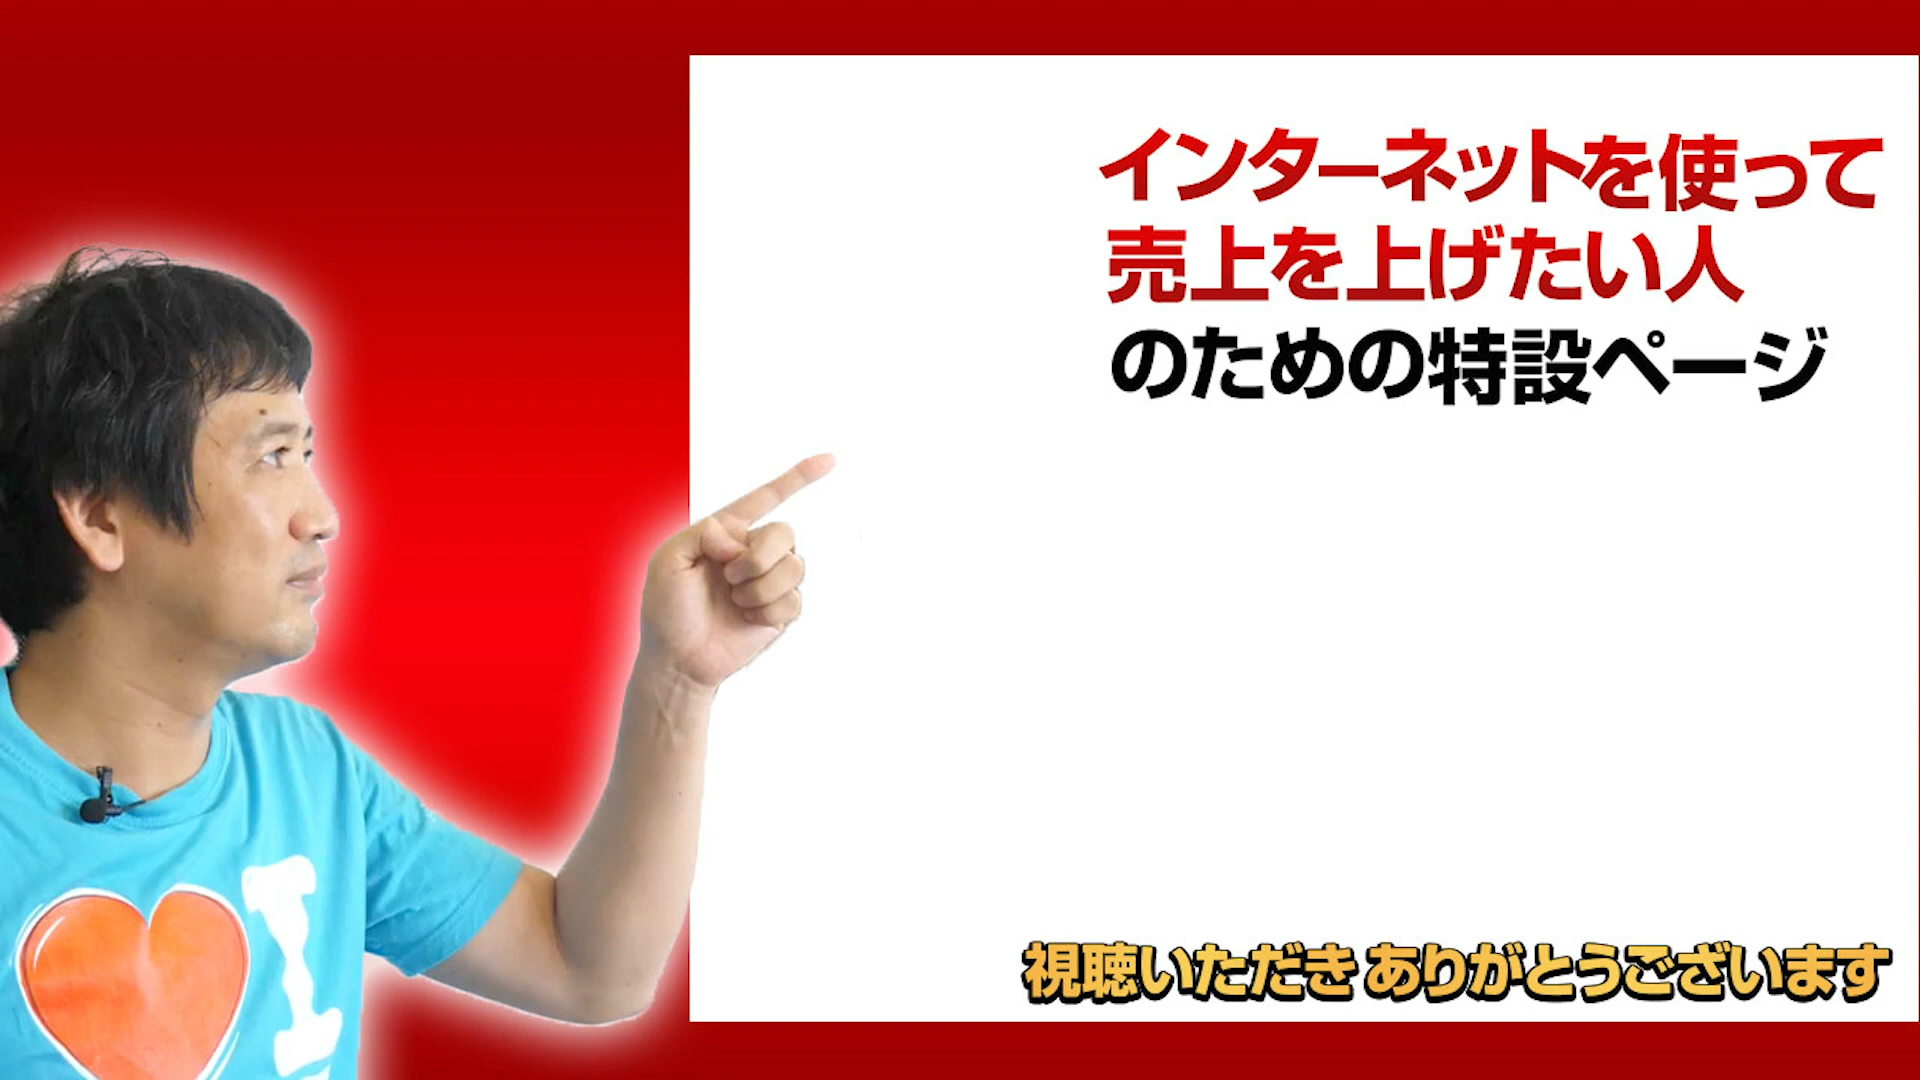 インターネットを使って
売上を上げたい人
のための特設ページ
視聴いただき ありがとうございます